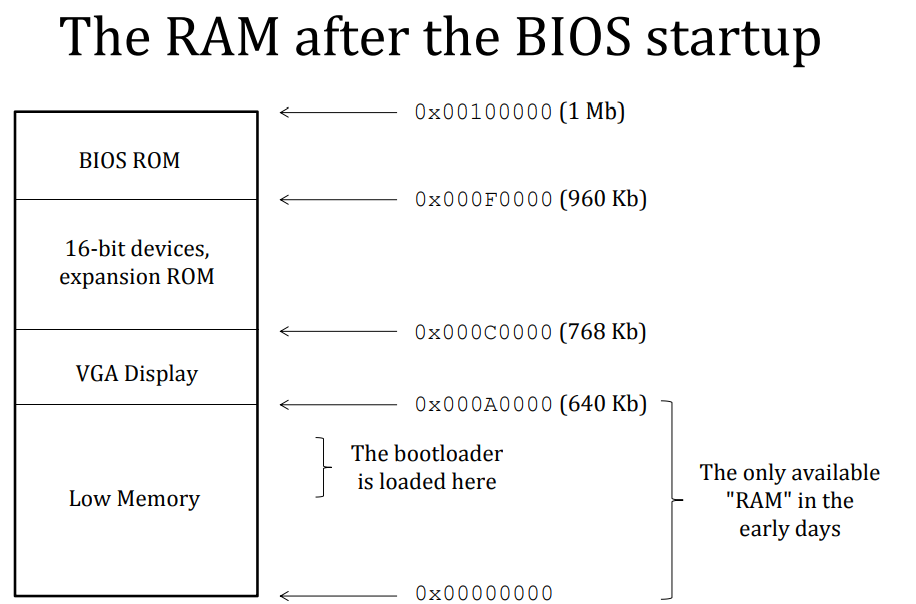 The RAM after the BIOS startup
0x00100000 (1 Mb)
BIOS ROM
0x000F0000 (960 Kb)
16-bit devices,
expansion ROM
0x000C0000 (768 Kb)
VGA Display
0x000A0000 (640 Kb)
The bootloader
is loaded here
Low Memory
The only available
"RAM" in the
early days
0x00000000